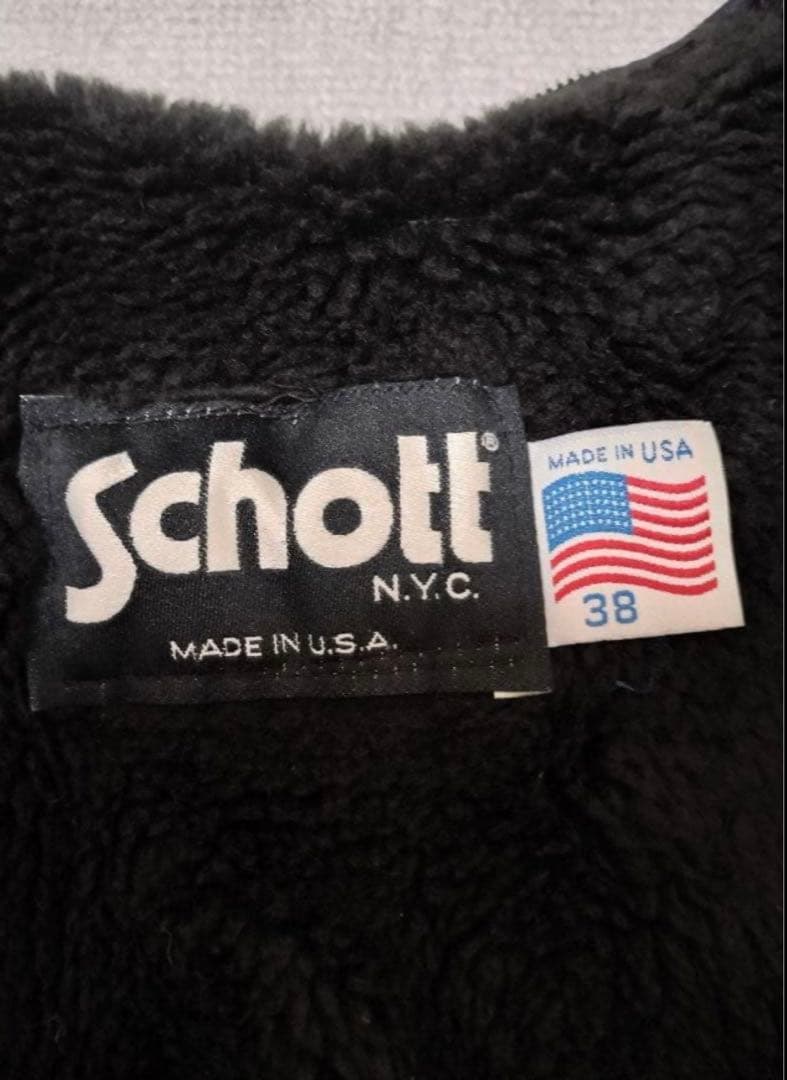 Schott®
N.Y.C.
MADE IN U.S.A.
MADE IN USA
38